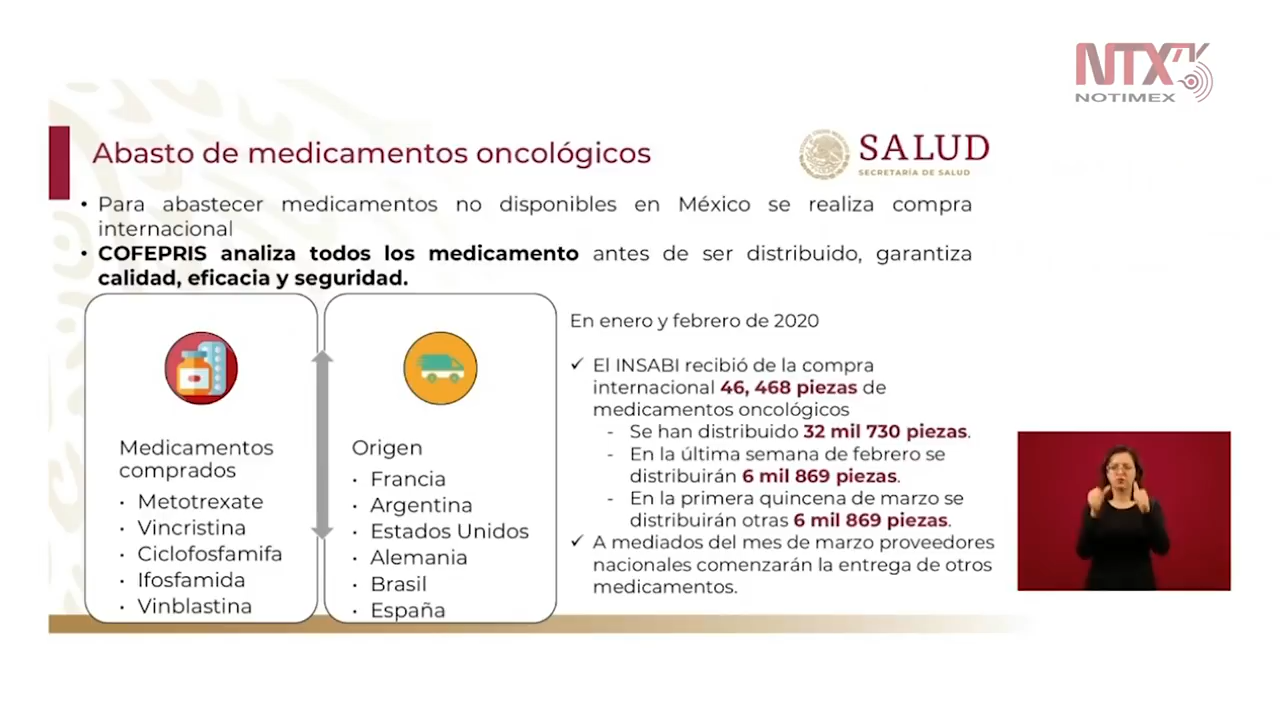 NTX
NOTIMEX
Abasto de medicamentos oncológicos
SALUD
SECRETARÍA DE SALUD
• Para abastecer medicamentos no disponibles en México se realiza compra
internacional
• COFEPRIS analiza todos los medicamento antes de ser distribuido, garantiza
calidad, eficacia y seguridad.
Medicamentos
comprados
• Metotrexate
• Vincristina
• Ciclofosfamifa
• Ifosfamida
• Vinblastina
Origen
• Francia
• Argentina
• Estados Unidos
• Alemania
• Brasil
• España
En enero y febrero de 2020
✓ El INSABI recibió de la compra
internacional 46, 468 piezas de
medicamentos oncológicos
- Se han distribuido 32 mil 730 piezas.
- En la última semana de febrero se
distribuirán 6 mil 869 piezas.
- En la primera quincena de marzo se
distribuirán otras 6 mil 869 piezas.
✓ A mediados del mes de marzo proveedores
nacionales comenzarán la entrega de otros
medicamentos.